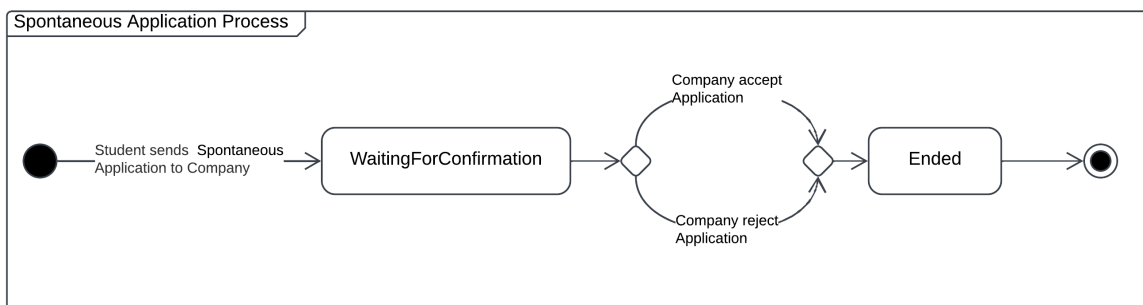 Spontaneous Application Process
Company accept
Application
Student sends Spontaneous
Application to Company
WaitingForConfirmation
Ended
Company reject
Application